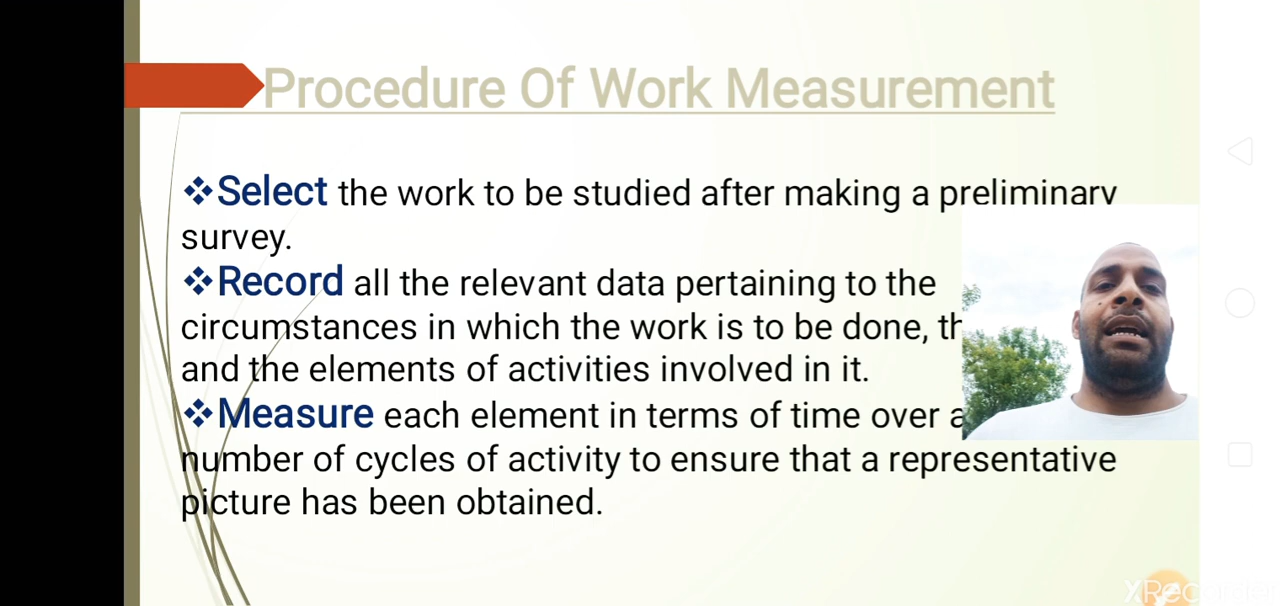 Procedure Of Work Measurement
❖Select the work to be studied after making a preliminary
survey.
❖Record all the relevant data pertaining to the
circumstances in which the work is to be done,
and the elements of activities involved in it.
❖Measure each element in terms of time over a
number of cycles of activity to ensure that a representative
picture has been obtained.
XRecorder